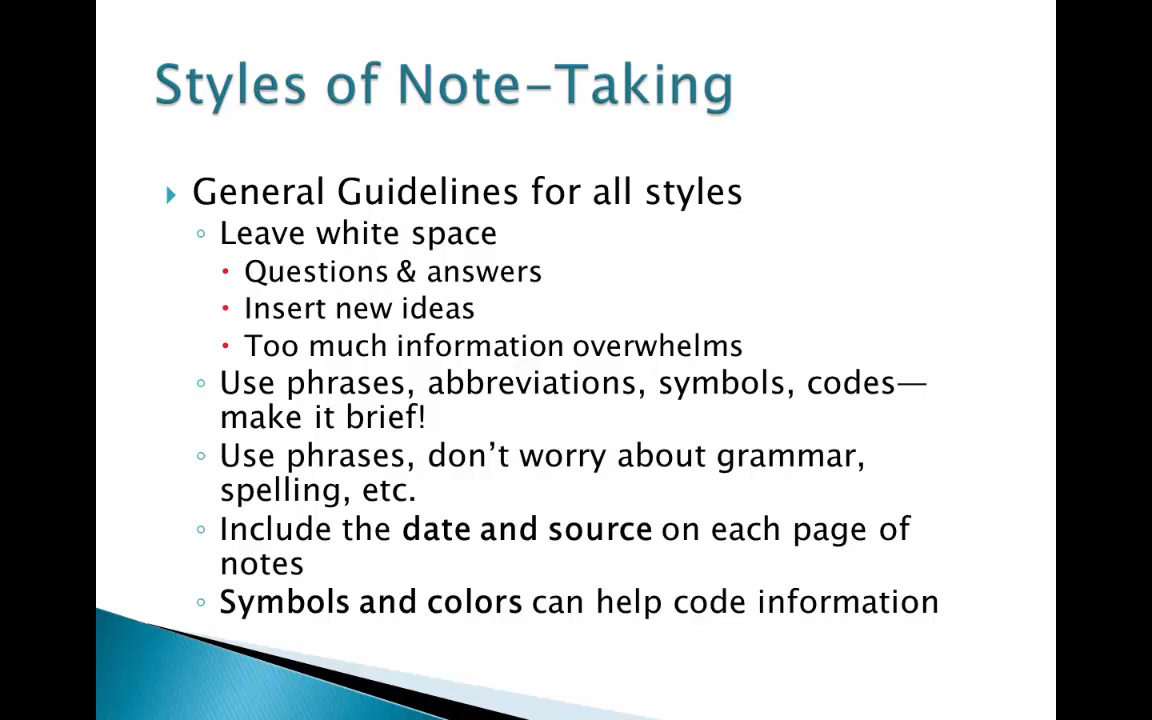 Styles of Note-Taking
General Guidelines for all styles
Leave white space
Questions & answers
Insert new ideas
Too much information overwhelms
Use phrases, abbreviations, symbols, codes—
make it brief!
Use phrases, don’t worry about grammar,
spelling, etc.
Include the date and source on each page of
notes
Symbols and colors can help code information